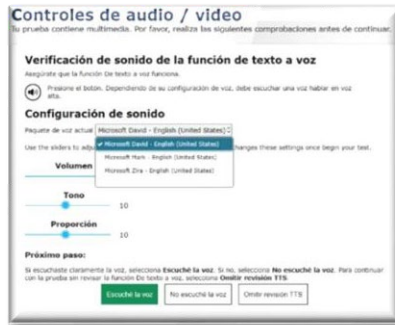 Controles de audio / video
Tu prueba contiene multimedia. Por favor, realiza las siguientes comprobaciones antes de continuar.
Verificación de sonido de la función de texto a voz
Asegúrate que la función De texto a voz funciona.
Presione el botón. Dependiendo de su configuración de voz, debe escuchar una voz hablar en voz
alta.
Configuración de sonido
Paquete de voz actual Microsoft David - English (United States)
✓ Microsoft David - English (United States)
Use the sliders to adju hanges these settings once begin your test.
Microsoft Mark - English (United States)
Volumen
Microsoft Zira - English (United States)
Tono
10
Proporción
10
Próximo paso:
Si escuchaste claramente la voz, selecciona Escuché la voz. Si no, selecciona No escuché la voz. Para continuar
con la prueba sin revisar la función De texto a voz, selecciona Omitir revisión TTS.
Escuché la voz No escuché la voz Omitir revisión TTS